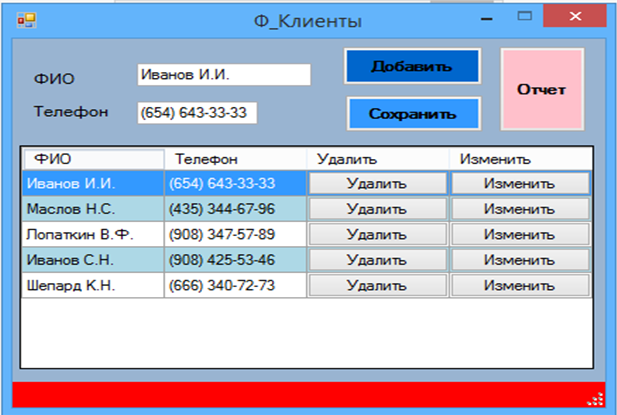 Ф_Клиенты
ФИО Иванов И.И. Добавить
Отчет
Телефон (654) 643-33-33 Сохранить
ФИО Телефон Удалить Изменить
Иванов И.И. (654) 643-33-33 Удалить Изменить
Маслов Н.С. (435) 344-67-96 Удалить Изменить
Лопаткин В.Ф. (908) 347-57-89 Удалить Изменить
Иванов С.Н. (908) 425-53-46 Удалить Изменить
Шепард К.Н. (666) 340-72-73 Удалить Изменить